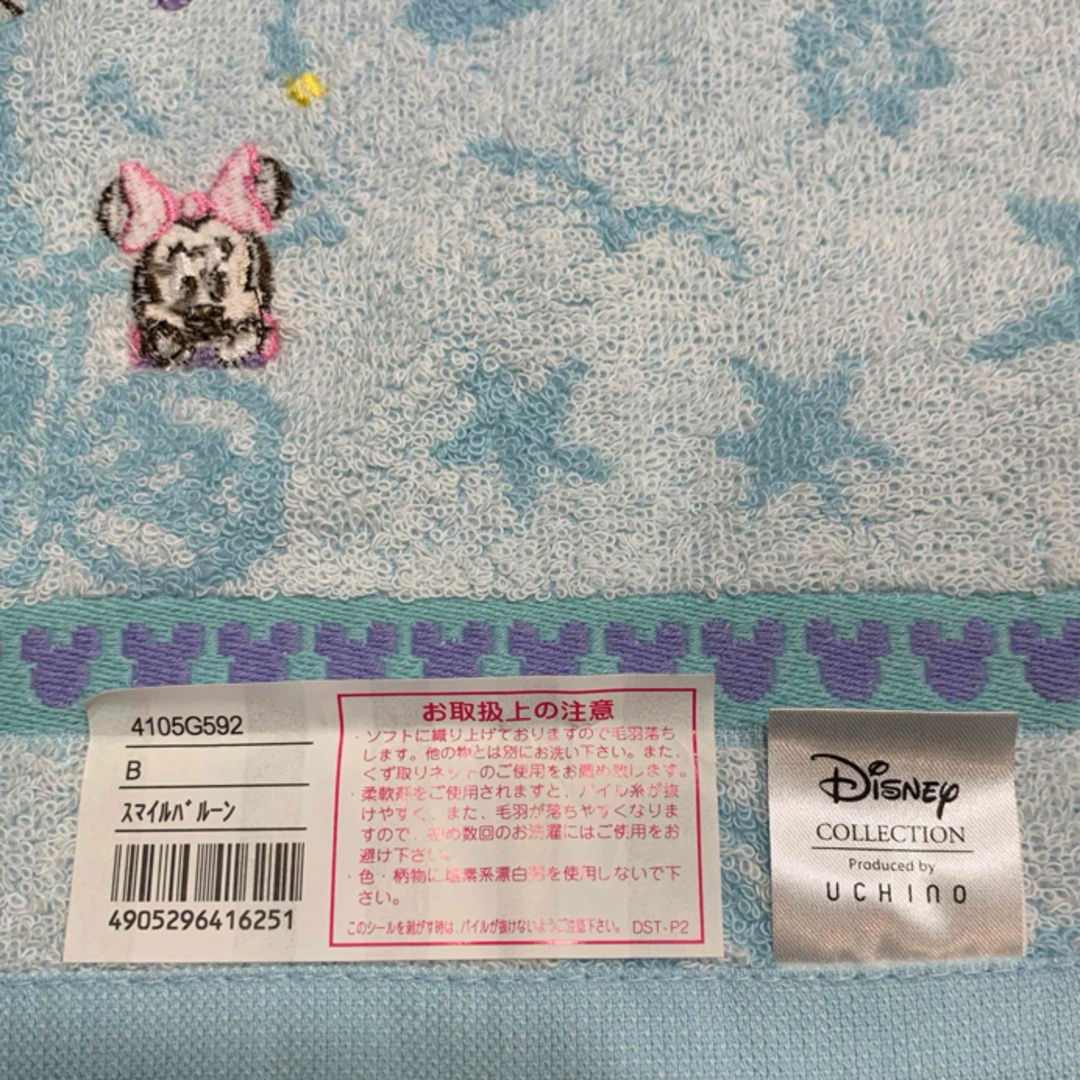 4105G592
B
スマイルバルーン
4905296416251
お取扱上の注意
・ソフトに織り上げておりますので毛羽落ち
します。他の物とは別にお洗い下さい。また、
くず取りネットのご使用をお薦め致します。
・柔軟剤をご使用されますと、パイル糸が抜
けやすく、また、毛羽が落ちやすくなりま
すので、初め数回のお洗濯にはご使用をお
避け下さい。
・色・柄物に塩素系漂白剤を使用しないで下
さい。
このシールを剥がす時は、パイルが抜けないようご注意下さい。 DST-P2
Disney
COLLECTION
Produced by
UCHINO